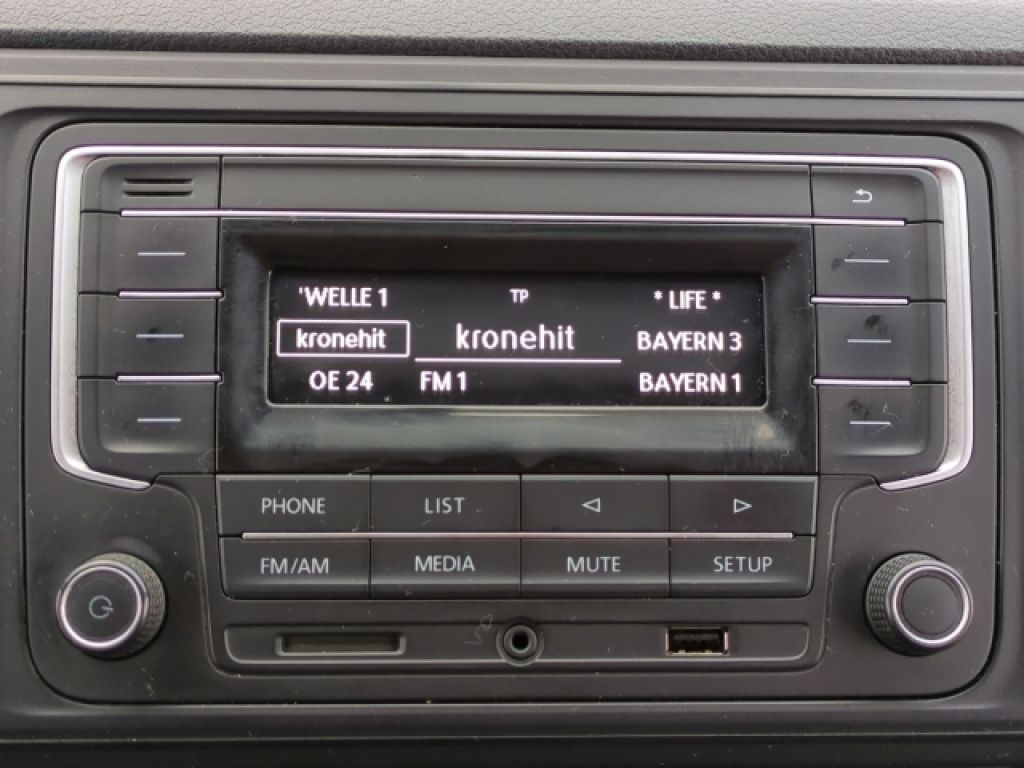 'WELLE 1 TP * LIFE *
kronehit kronehit BAYERN 3
OE 24 FM 1 BAYERN 1
PHONE LIST
FM/AM MEDIA MUTE SETUP